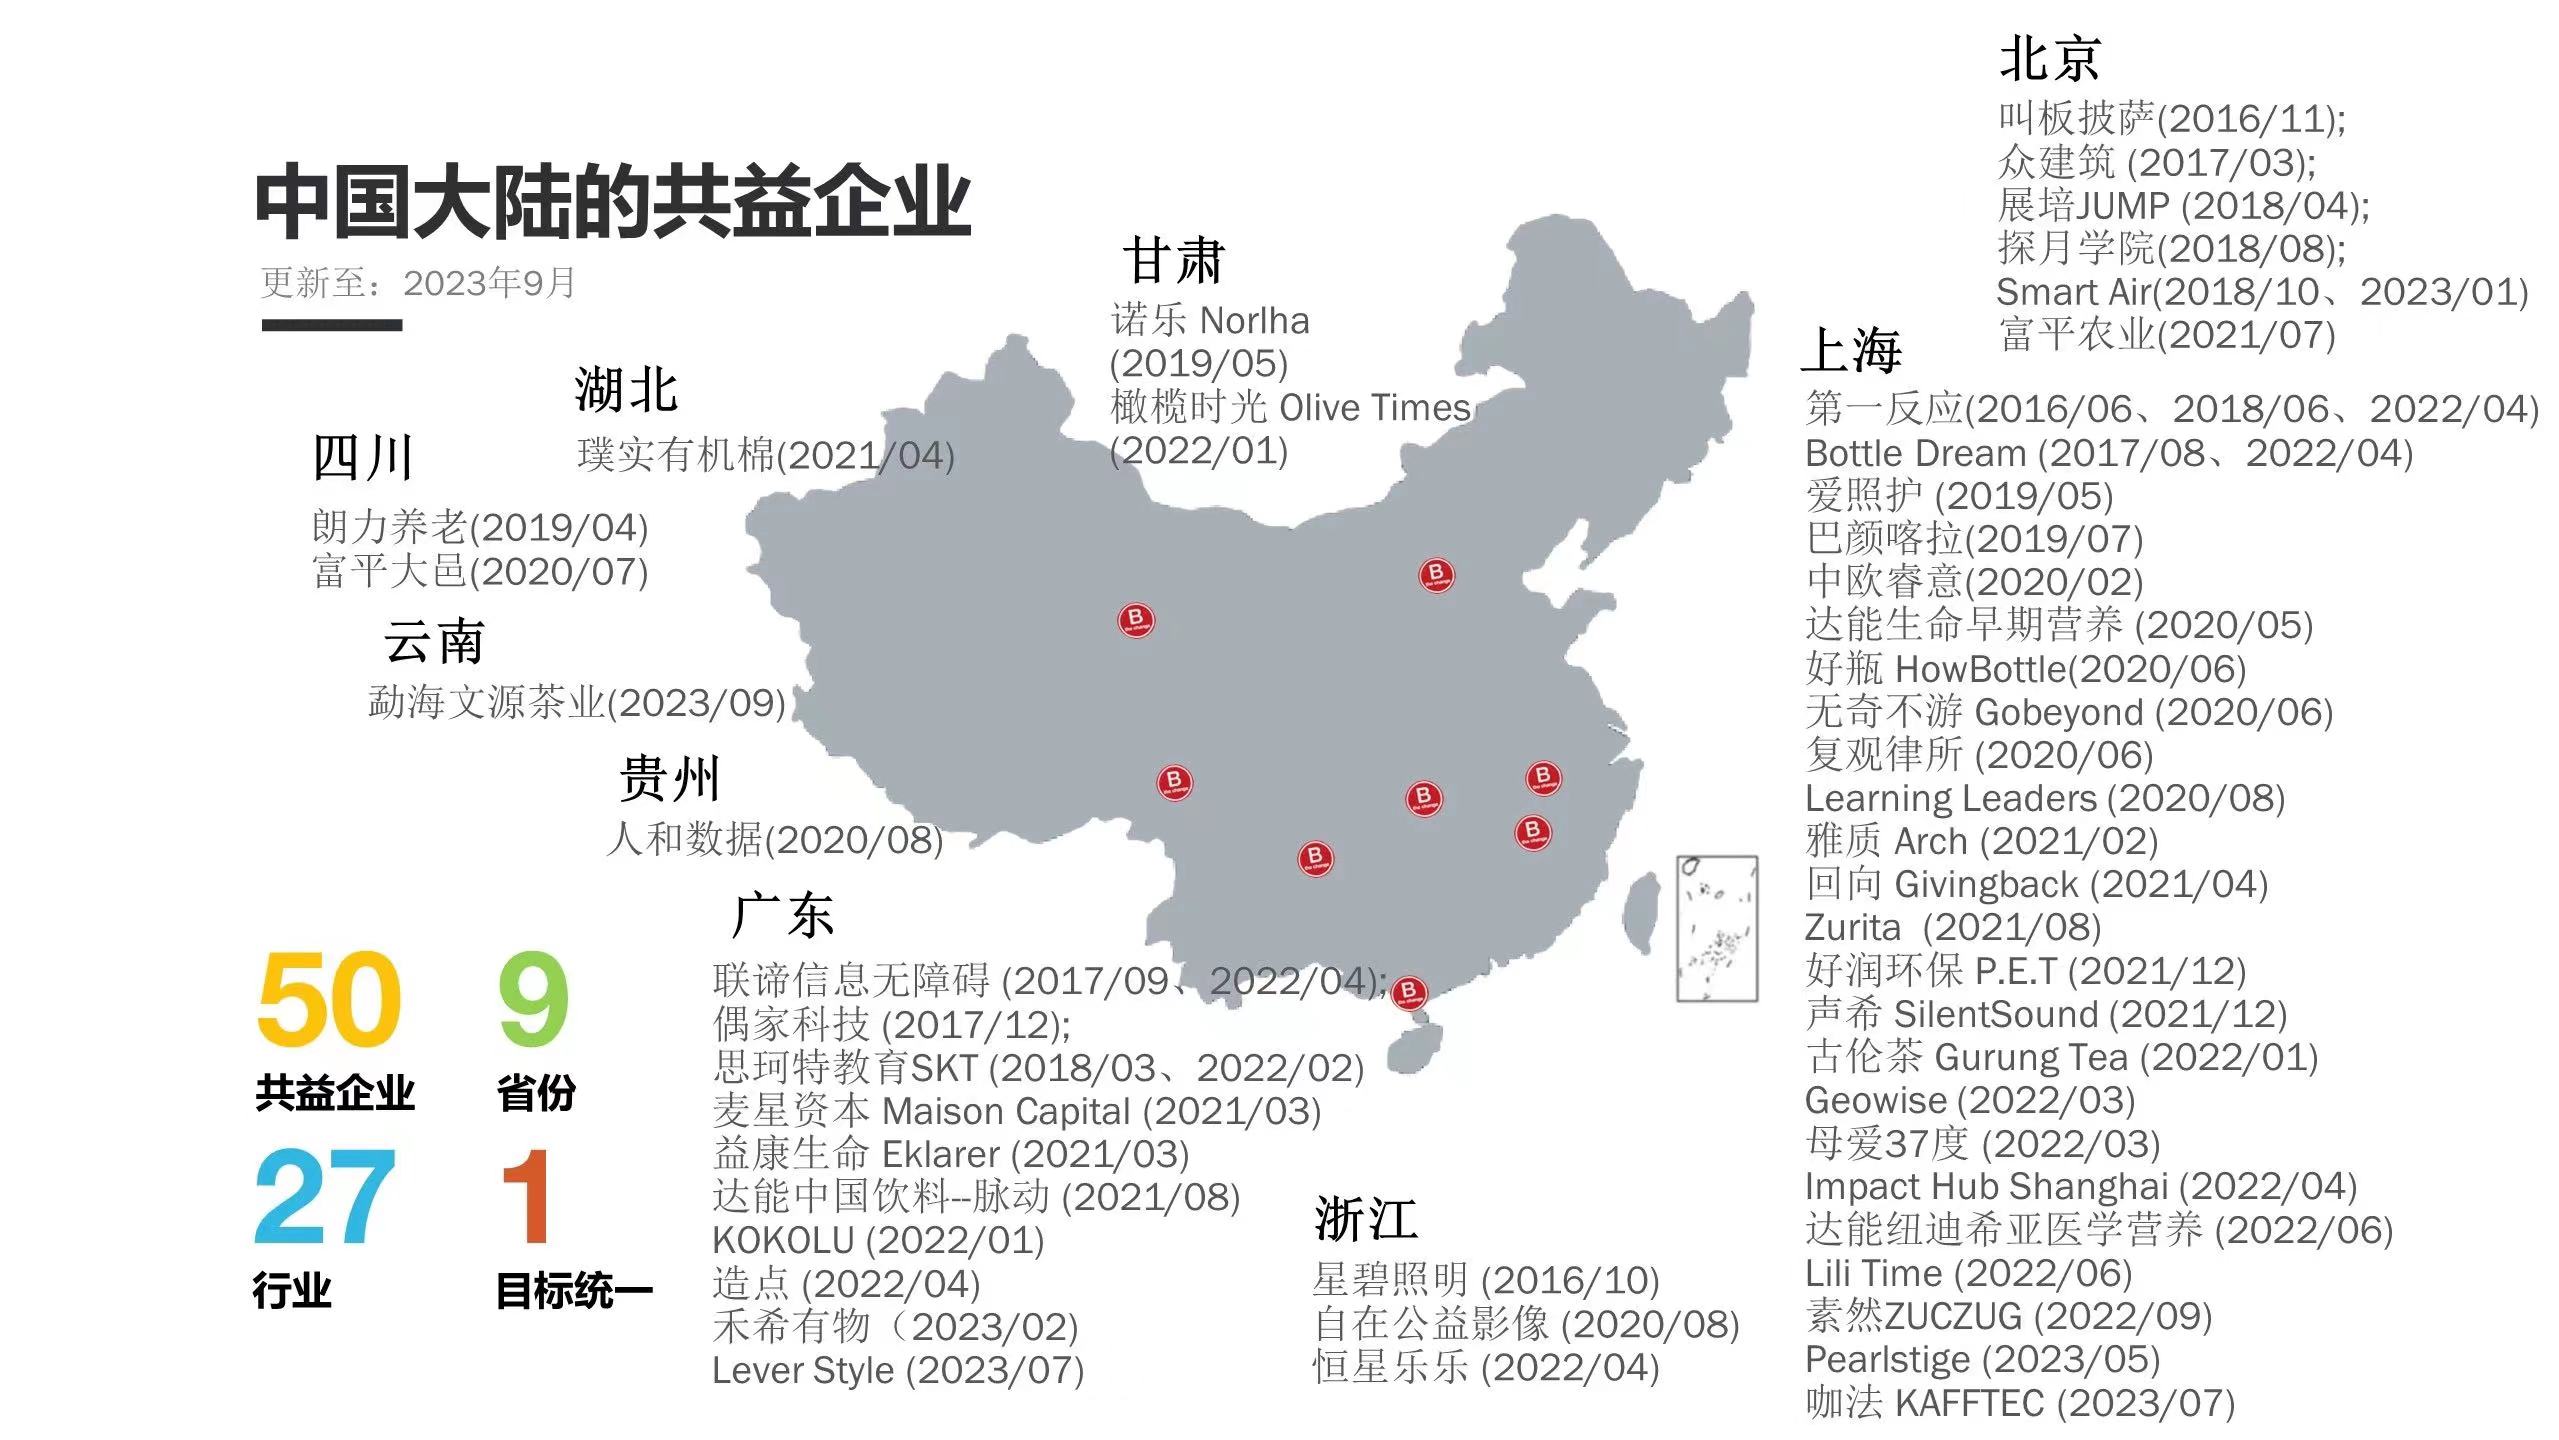 中国大陆的共益企业
更新至：2023年9月
北京
叫板披萨(2016/11);
众建筑 (2017/03);
展培JUMP (2018/04);
探月学院(2018/08);
Smart Air(2018/10、2023/01)
富平农业(2021/07)
甘肃
诺乐 Norlha
(2019/05)
橄榄时光 Olive Times
(2022/01)
湖北
璞实有机棉(2021/04)
四川
朗力养老(2019/04)
富平大邑(2020/07)
云南
勐海文源茶业(2023/09)
贵州
人和数据(2020/08)
广东
联谛信息无障碍 (2017/09、2022/04);
偶家科技 (2017/12);
思珂特教育SKT (2018/03、2022/02)
麦星资本 Maison Capital (2021/03)
益康生命 Eklarer (2021/03)
达能中国饮料--脉动 (2021/08)
KOKOLU (2022/01)
造点 (2022/04)
禾希有物（2023/02)
Lever Style (2023/07)
浙江
星碧照明 (2016/10)
自在公益影像 (2020/08)
恒星乐乐 (2022/04)
上海
第一反应(2016/06、2018/06、2022/04)
Bottle Dream (2017/08、2022/04)
爱照护 (2019/05)
巴颜喀拉(2019/07)
中欧睿意(2020/02)
达能生命早期营养 (2020/05)
好瓶 HowBottle(2020/06)
无奇不游 Gobeyond (2020/06)
复观律所 (2020/06)
Learning Leaders (2020/08)
雅质 Arch (2021/02)
回向 Givingback (2021/04)
Zurita (2021/08)
好润环保 P.E.T (2021/12)
声希 SilentSound (2021/12)
古伦茶 Gurung Tea (2022/01)
Geowise (2022/03)
母爱37度 (2022/03)
Impact Hub Shanghai (2022/04)
达能纽迪希亚医学营养 (2022/06)
Lili Time (2022/06)
素然ZUCZUG (2022/09)
Pearlstige (2023/05)
咖法 KAFFTEC (2023/07)
50
共益企业
9
省份
27
行业
1
目标统一
B
the change
B
the change
B
the change
B
the change
B
the change
B
the change
B
the change
B
the change